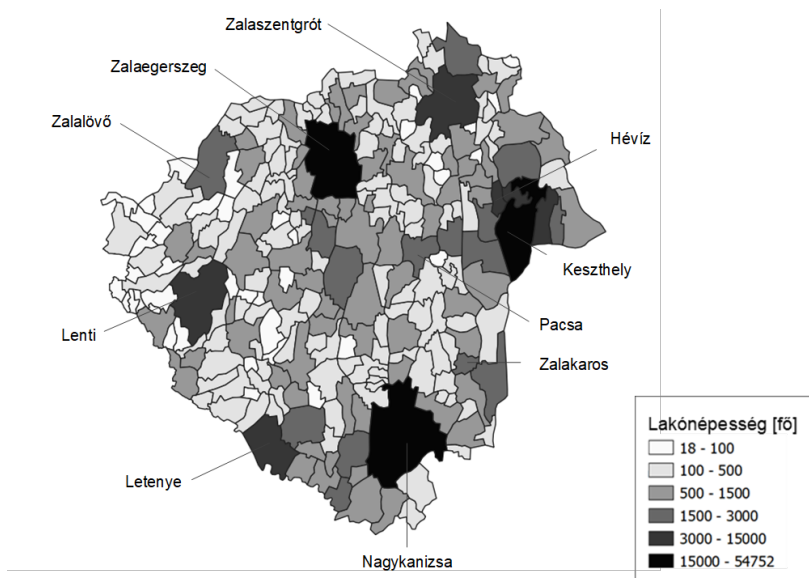 Zalaszentgrót
Zalaegerszeg
Zalalövő
Hévíz
Keszthely
Lenti
Pacsa
Zalakaros
Letenye
Nagykanizsa
Lakónépesség [fő]
18 - 100
100 - 500
500 - 1500
1500 - 3000
3000 - 15000
15000 - 54752